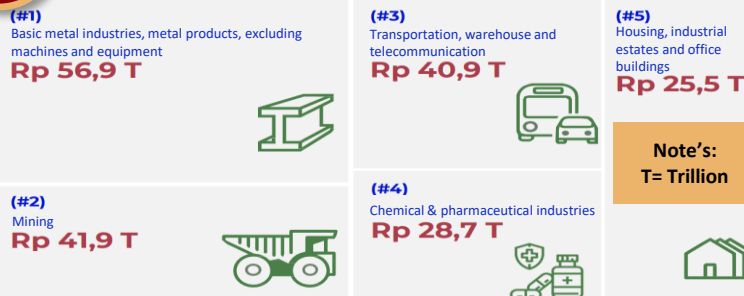 (#1)
Basic metal industries, metal products, excluding
machines and equipment
Rp 56,9 T
(#2)
Mining
Rp 41,9 T
(#3)
Transportation, warehouse and
telecommunication
Rp 40,9 T
(#4)
Chemical & pharmaceutical industries
Rp 28,7 T
(#5)
Housing, industrial
estates and office
buildings
Rp 25,5 T
Note's:
T= Trillion